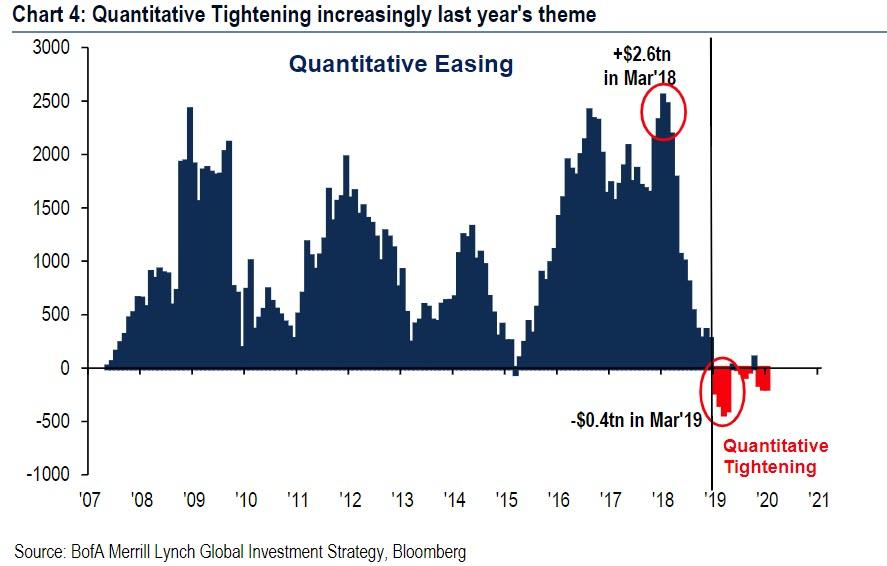 Chart 4: Quantitative Tightening increasingly last year's theme
3000
2500
2000
1500
1000
500
0
-500
-1000
Quantitative Easing
+$2.6tn
in Mar'18
-$0.4tn in Mar'19
Quantitative
Tightening
'07 '08 '09 '10 '11 '12 '13 '14 '15 '16 '17 '18 '19 '20 '21
Source: BofA Merrill Lynch Global Investment Strategy, Bloomberg